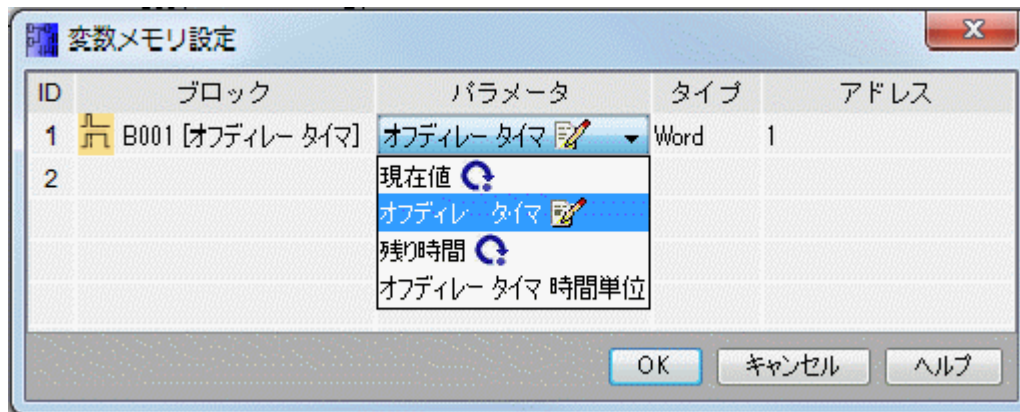 変数メモリ設定
ID ブロック パラメータ タイプ アドレス
1 B001 [オフディレー タイマ] オフディレー タイマ Word 1
2
現在値
オフディレー タイマ
残り時間
オフディレー タイマ 時間単位
OK キャンセル ヘルプ